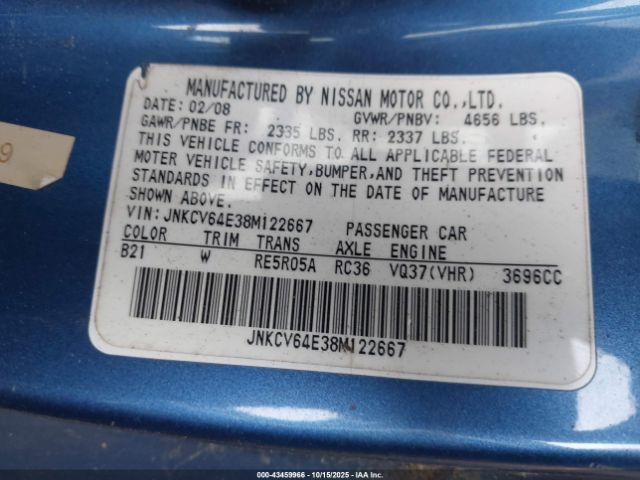 MANUFACTURED BY NISSAN MOTOR CO.,LTD.
DATE: 02/08 GVWR/PNBV: 4656 LBS.
GAWR/PNBE FR: 2335 LBS. RR: 2337 LBS.
THIS VEHICLE CONFORMS TO ALL APPLICABLE FEDERAL
MOTER VEHICLE SAFETY,BUMPER,AND THEFT PREVENTION
STANDARDS IN EFFECT ON THE DATE OF MANUFACTURE
SHOWN ABOVE.
VIN: JNKCV64E38M122667 PASSENGER CAR
COLOR TRIM TRANS AXLE ENGINE
B21 W RE5R05A RC36 VQ37(VHR) 3696CC
JNKCV64E38M122667
9
000-43459966 - 10/15/2025 - IAAI.COM